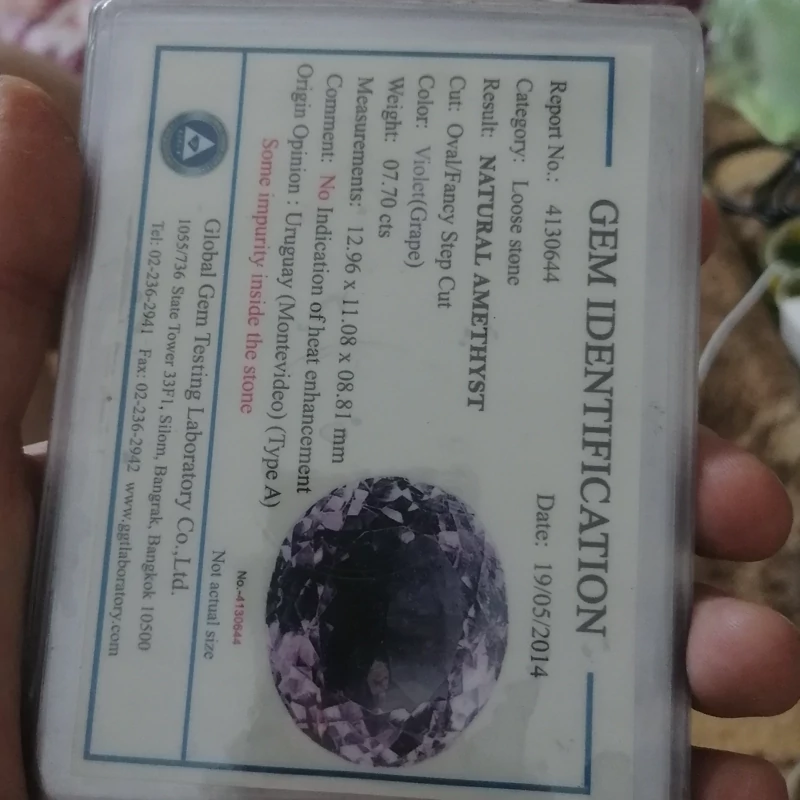 GEM IDENTIFICATION
Report No.: 4130644 Date: 19/05/2014
Category: Loose stone
Result: NATURAL AMETHYST
Cut: Oval/Fancy Step Cut
Color: Violet(Grape)
Weight: 07.70 cts
Measurements: 12.96 x 11.08 x 08.81 mm
Comment: No Indication of heat enhancement
Origin Opinion : Uruguay (Montevideo) (Type A)
Some impurity inside the stone
No.-4130644
Not actual size
Global Gem Testing Laboratory Co.,Ltd.
1055/736 State Tower 33Fl, Silom, Bangrak, Bangkok 10500
Tel: 02-236-2941 Fax: 02-236-2942 www.ggtlaboratory.com